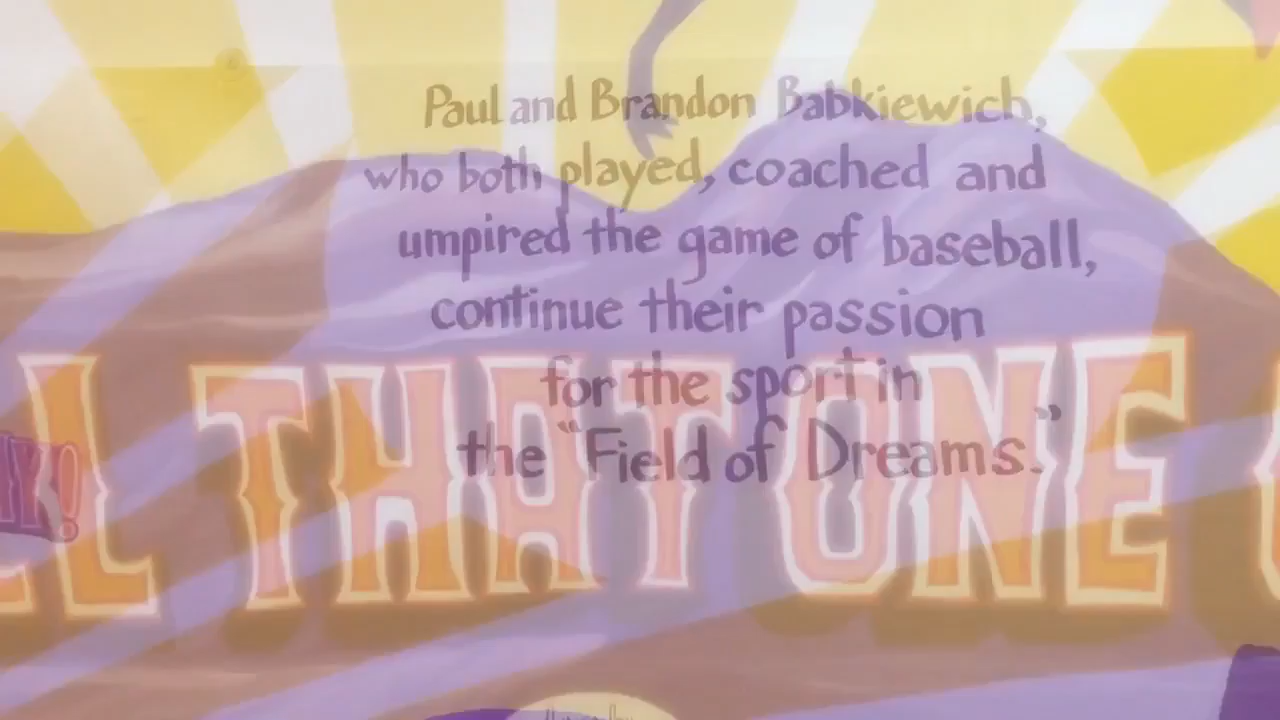 Paul and Brandon Babkiewich,
who both played, coached and
umpired the game of baseball,
continue their passion
for the sport in
the "Field of Dreams."
THAT ONE